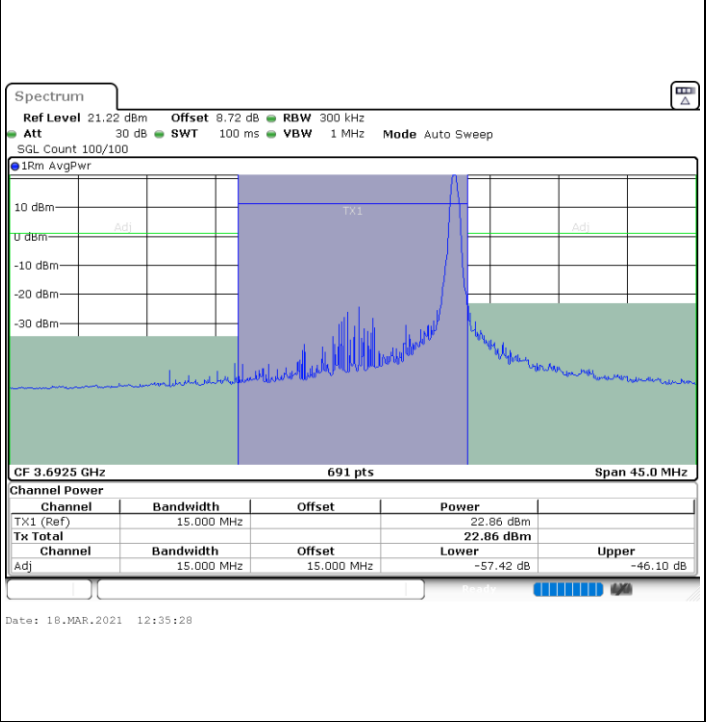 Spectrum
Ref Level 21.22 dBm Offset 8.72 dB RBW 300 kHz
Att 30 dB SWT 100 ms VBW 1 MHz Mode Auto Sweep
SGL Count 100/100
1Rm AvgPwr
10 dBm
TX1
Adj Adj
0 dBm
-10 dBm
-20 dBm
-30 dBm
CF 3.6925 GHz 691 pts Span 45.0 MHz
Channel Power
Channel Bandwidth Offset Power
TX1 (Ref) 15.000 MHz 22.86 dBm
Tx Total 22.86 dBm
Channel Bandwidth Offset Lower Upper
Adj 15.000 MHz 15.000 MHz -57.42 dB -46.10 dB
Ready
Date: 18.MAR.2021 12:35:28